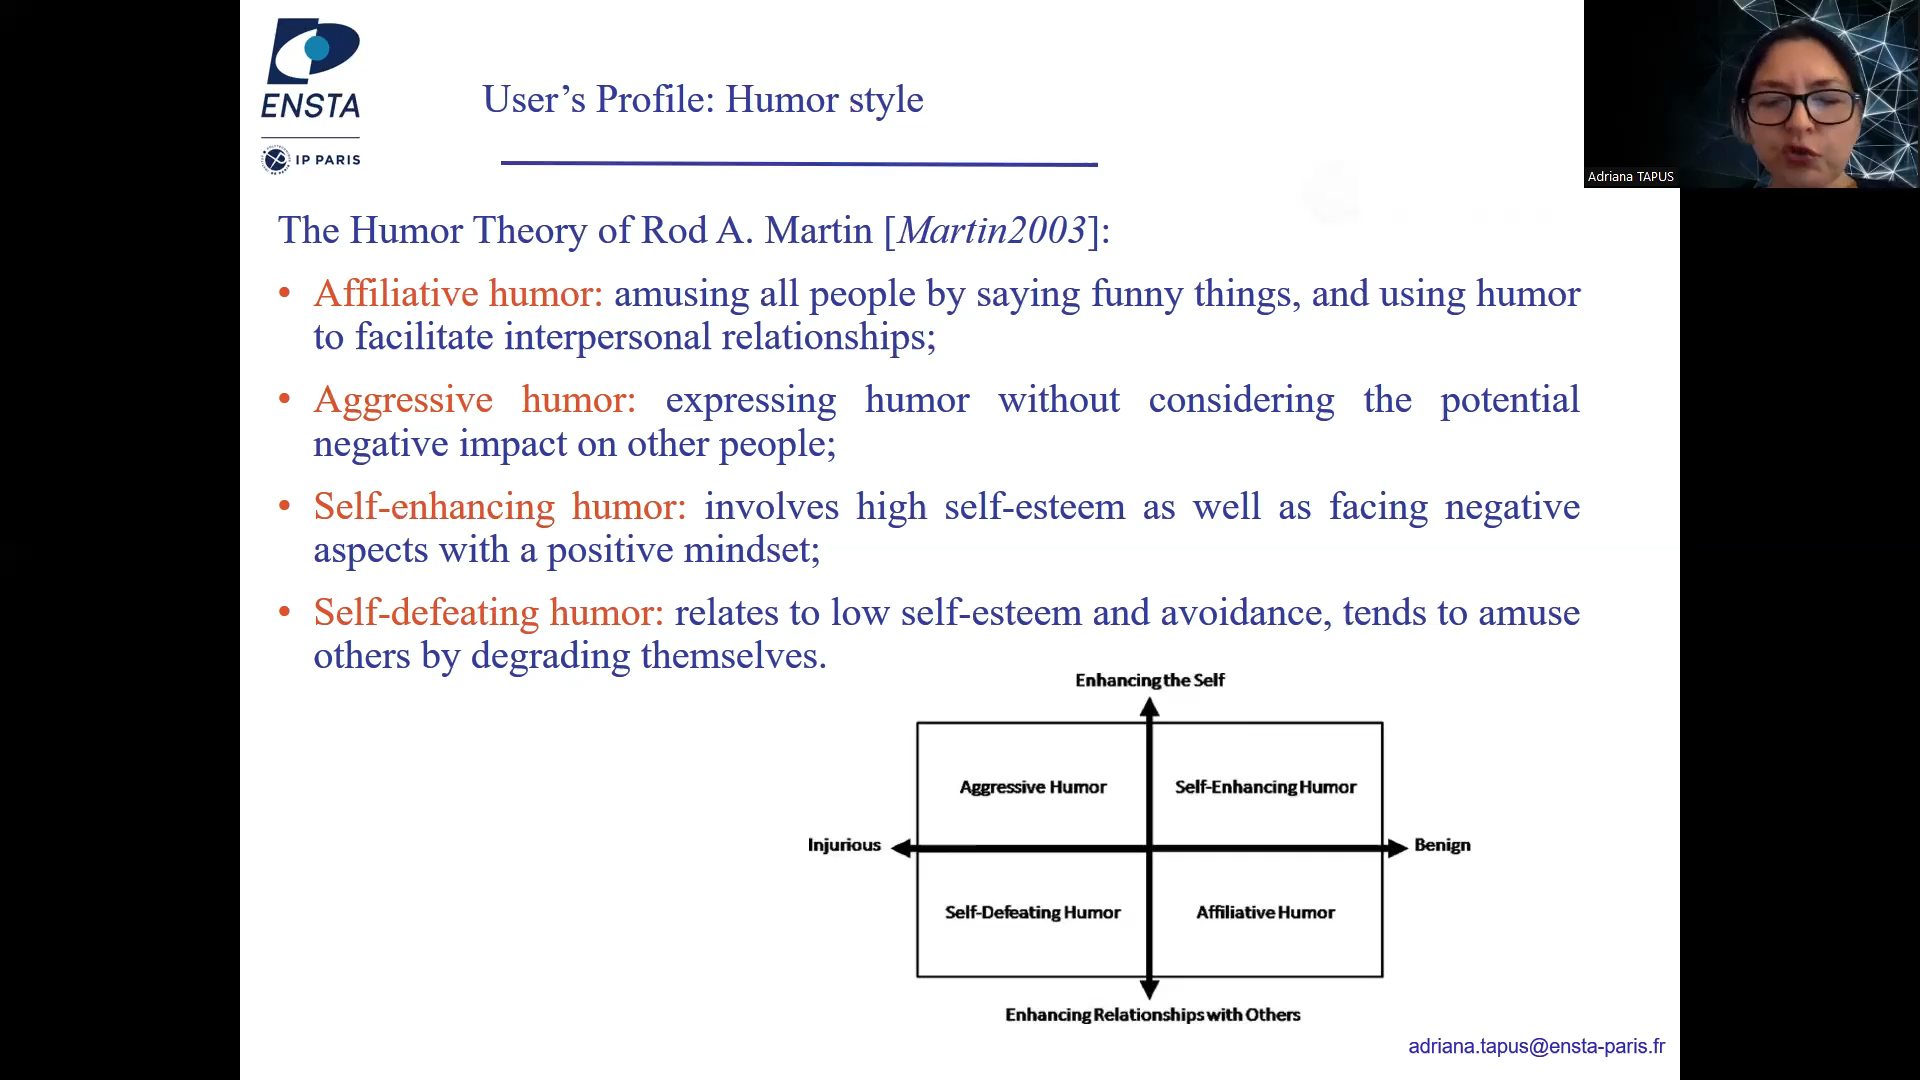 ENSTA
IP PARIS
User’s Profile: Humor style
Adriana TAPUS
The Humor Theory of Rod A. Martin [Martin2003]:
• Affiliative humor: amusing all people by saying funny things, and using humor
to facilitate interpersonal relationships;
• Aggressive humor: expressing humor without considering the potential
negative impact on other people;
• Self-enhancing humor: involves high self-esteem as well as facing negative
aspects with a positive mindset;
• Self-defeating humor: relates to low self-esteem and avoidance, tends to amuse
others by degrading themselves.
Enhancing the Self
Aggressive Humor
Self-Enhancing Humor
Injurious
Benign
Self-Defeating Humor
Affiliative Humor
Enhancing Relationships with Others
adriana.tapus@ensta-paris.fr